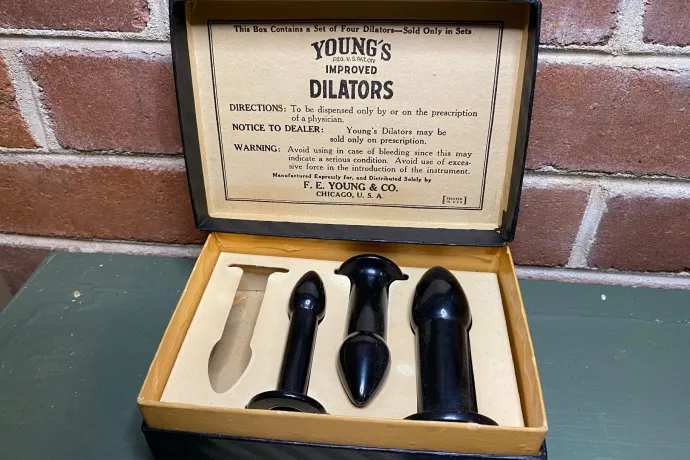 This Box Contains a Set of Four Dilators—Sold Only in Sets
YOUNG'S
REG. U. S. PAT. OFF.
IMPROVED
DILATORS
DIRECTIONS: To be dispensed only by or on the prescription
of a physician.
NOTICE TO DEALER: Young's Dilators may be
sold only on prescription.
WARNING: Avoid using in case of bleeding since this may
indicate a serious condition. Avoid use of exces-
sive force in the introduction of the instrument.
Manufactured Expressly for, and Distributed Solely by
F. E. YOUNG & CO.
CHICAGO, U. S. A.
[PRINTED
IN U.S.A.]